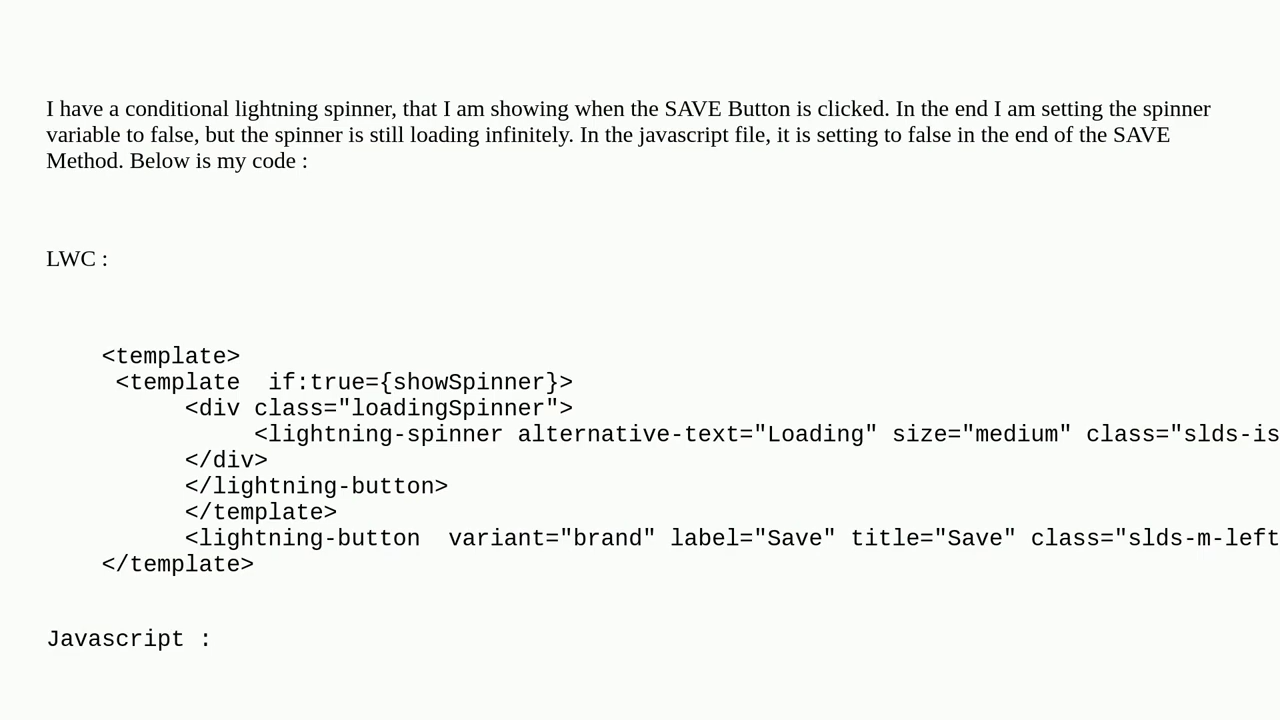 I have a conditional lightning spinner, that I am showing when the SAVE Button is clicked. In the end I am setting the spinner
variable to false, but the spinner is still loading infinitely. In the javascript file, it is setting to false in the end of the SAVE
Method. Below is my code :
LWC :
<template>
<template  if:true={showSpinner}>
<div class="loadingSpinner">
<lightning-spinner alternative-text="Loading" size="medium" class="slds-is
</div>
</lightning-button>
</template>
<lightning-button  variant="brand" label="Save" title="Save" class="slds-m-left
</template>
Javascript :